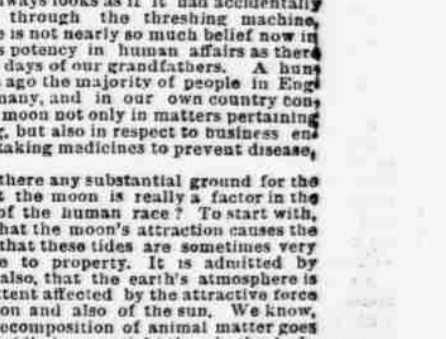 always looks as if it had accidentally
through the threshing machine.
e is not nearly so much belief now in
s potency in human affairs as there
days of our grandfathers. A hun-
ago the majority of people in Eng
many, and in our own country con-
moon not only in matters pertaining
g, but also in respect to business en-
taking medicines to prevent disease,
there any substantial ground for the
t the moon is really a factor in the
of the human race? To start with,
hat the moon's attraction causes the
that these tides are sometimes very
e to property. It is admitted by
also, that the earth's atmosphere is
tent affected by the attractive force
on and also of the sun. We know,
ecomposition of animal matter goes